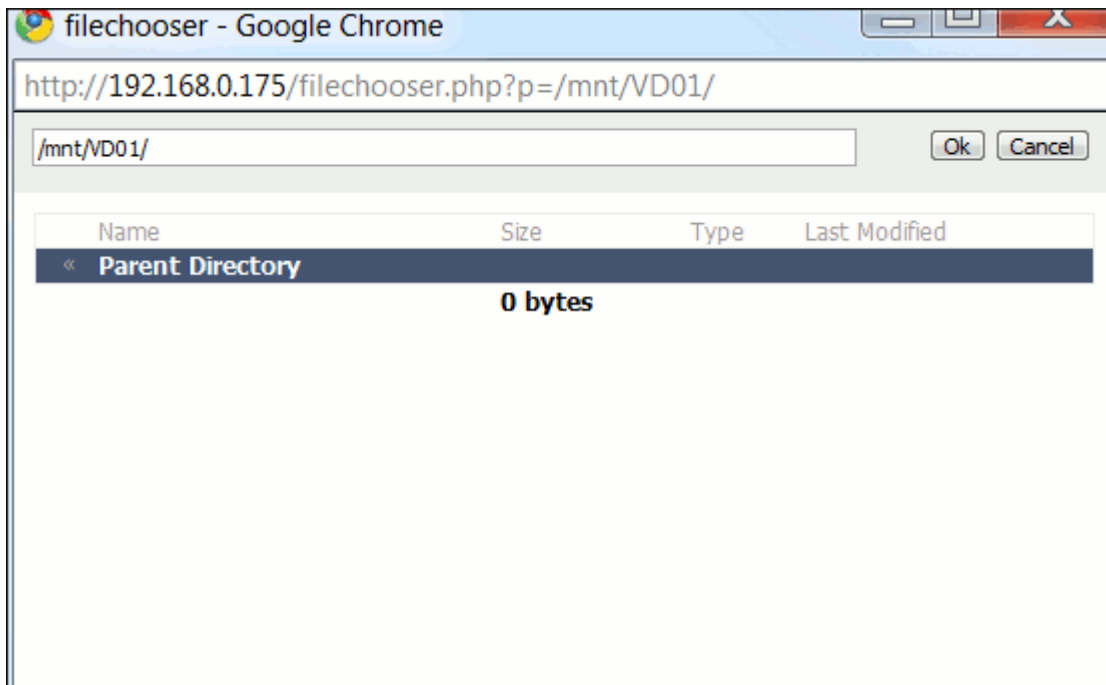 filechooser - Google Chrome
http://192.168.0.175/filechooser.php?p=/mnt/VD01/
/mnt/VD01/ Ok Cancel
Name Size Type Last Modified
« Parent Directory
0 bytes